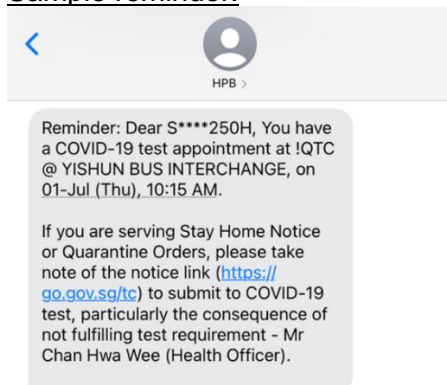 Sample reminder:
HPB >
Reminder: Dear S****250H, You have
a COVID-19 test appointment at !QTC
@ YISHUN BUS INTERCHANGE, on
01-Jul (Thu), 10:15 AM.
If you are serving Stay Home Notice
or Quarantine Orders, please take
note of the notice link (https://
go.gov.sg/tc) to submit to COVID-19
test, particularly the consequence of
not fulfilling test requirement - Mr
Chan Hwa Wee (Health Officer).